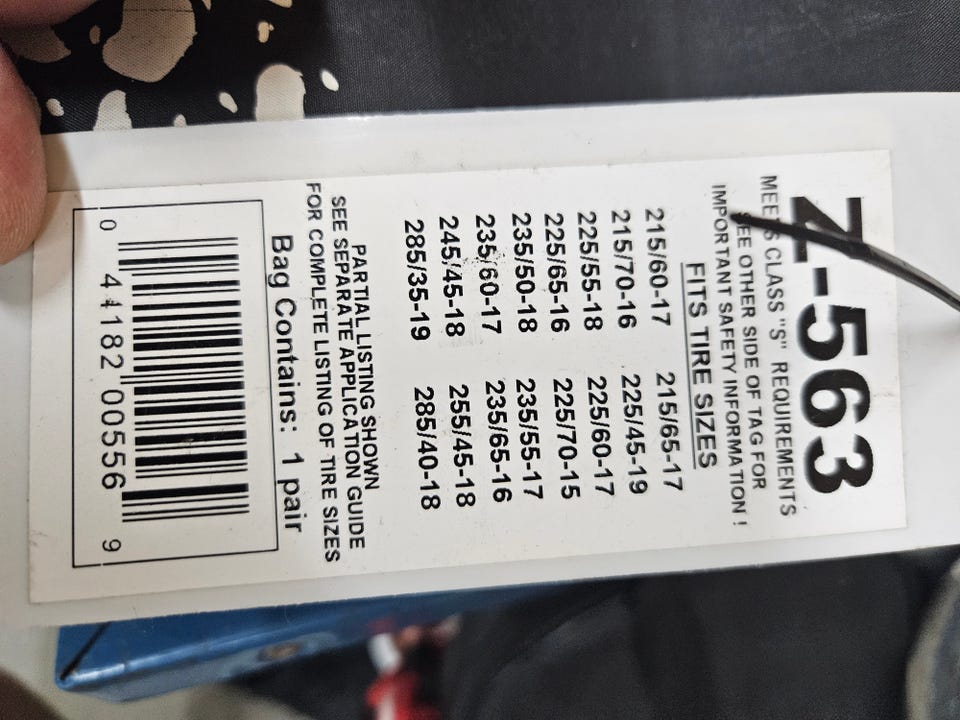 Z-563
MEETS CLASS "S" REQUIREMENTS
SEE OTHER SIDE OF TAG FOR
IMPORTANT SAFETY INFORMATION !
FITS TIRE SIZES
215/60-17 215/65-17
215/70-16 225/45-19
225/55-18 225/60-17
225/65-16 225/70-15
235/50-18 235/55-17
235/60-17 235/65-16
245/45-18 255/45-18
285/35-19 285/40-18
PARTIAL LISTING SHOWN
SEE SEPARATE APPLICATION GUIDE
FOR COMPLETE LISTING OF TIRE SIZES
Bag Contains: 1 pair
0 41182 00556 9